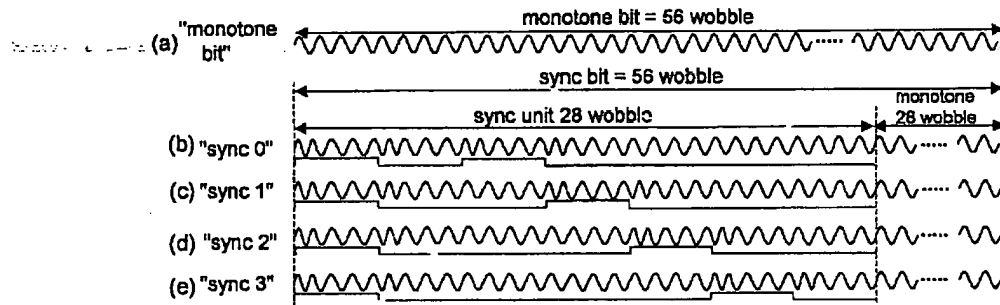 monotone bit = 56 wobble
(a) "monotone bit"
sync bit = 56 wobble
sync unit 28 wobble
monotone 28 wobble
(b) "sync 0"
(c) "sync 1"
(d) "sync 2"
(e) "sync 3"